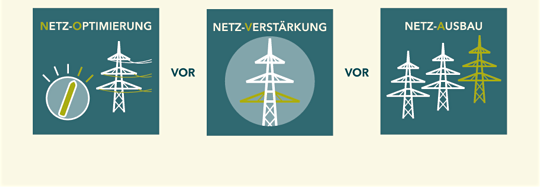 NETZ-OPTIMIERUNG
VOR
NETZ-VERSTÄRKUNG
VOR
NETZ-AUSBAU